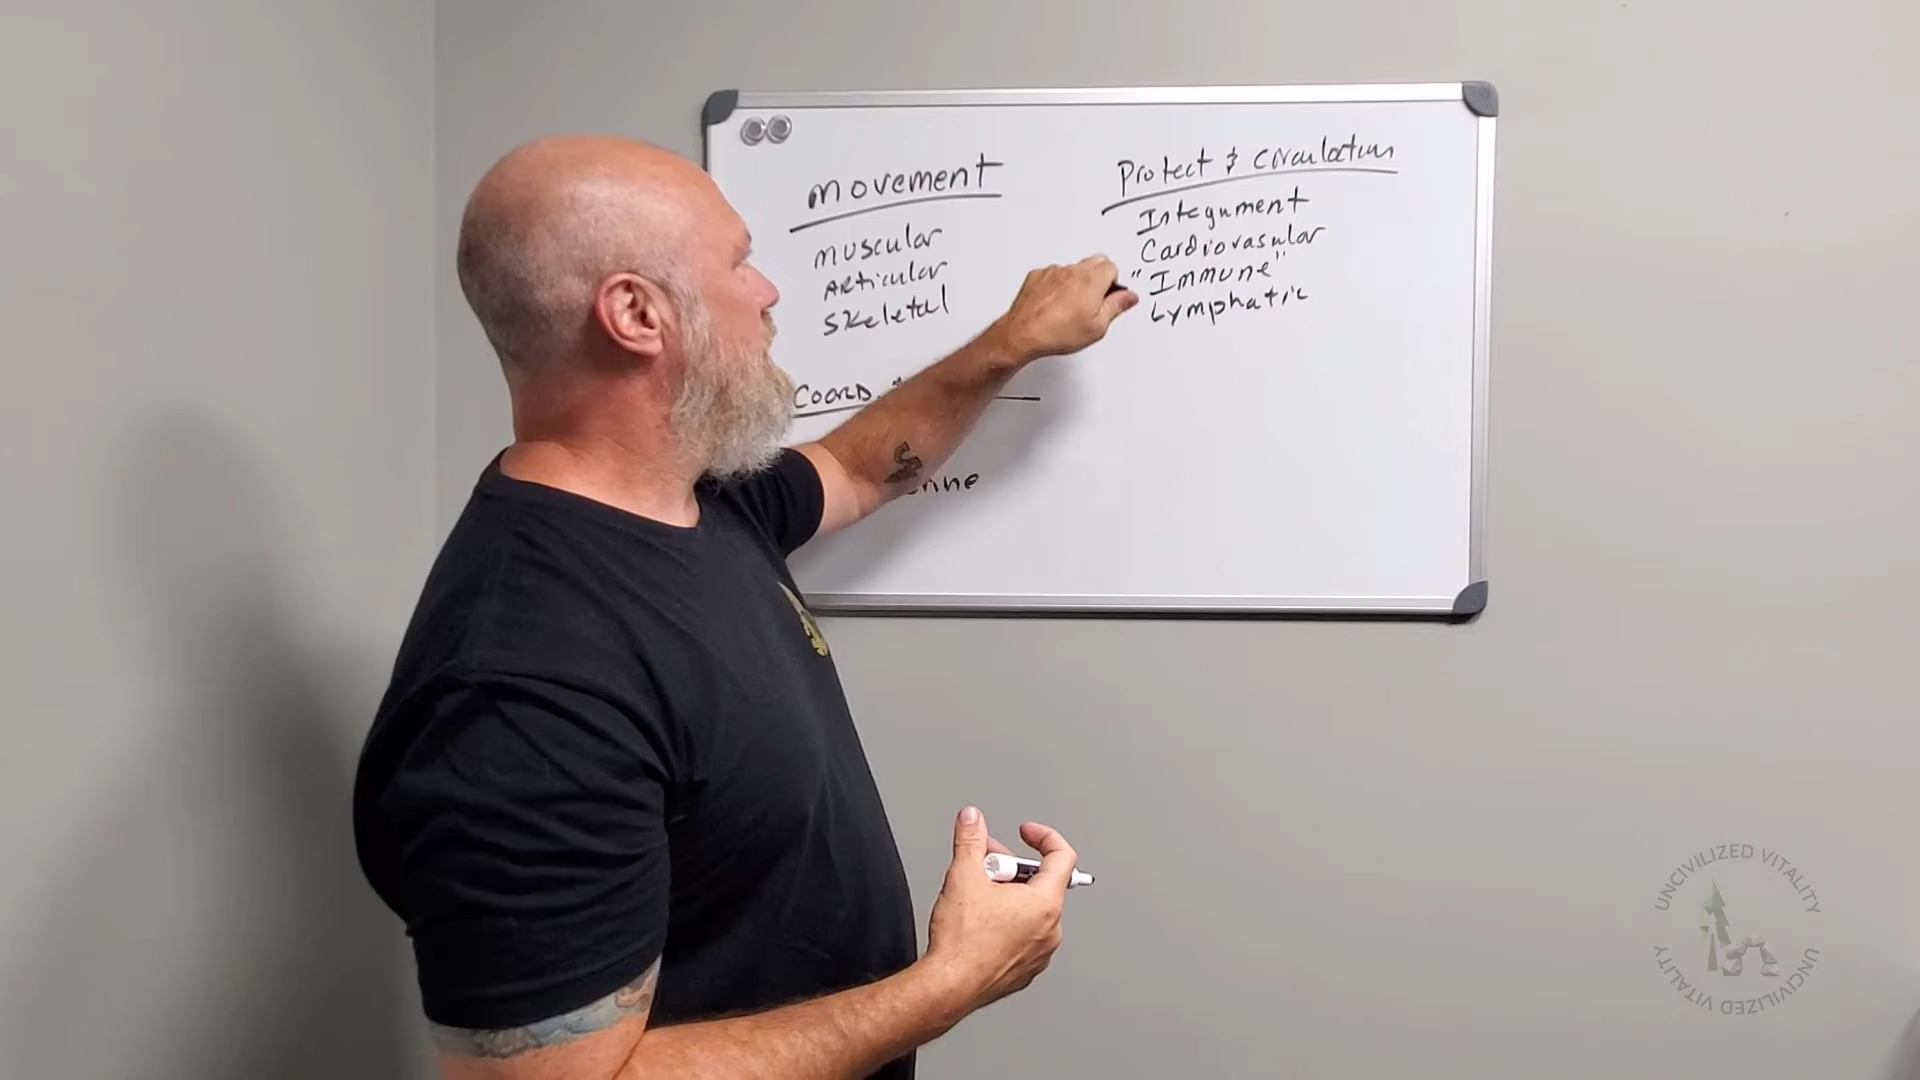 movement
muscular
Articular
Skeletal
Coord.
Protect & circulation
Integument
Cardiovasular
"Immune"
Lymphatic
UNCIVILIZED VITALITY
UNCIVILIZED VITALITY